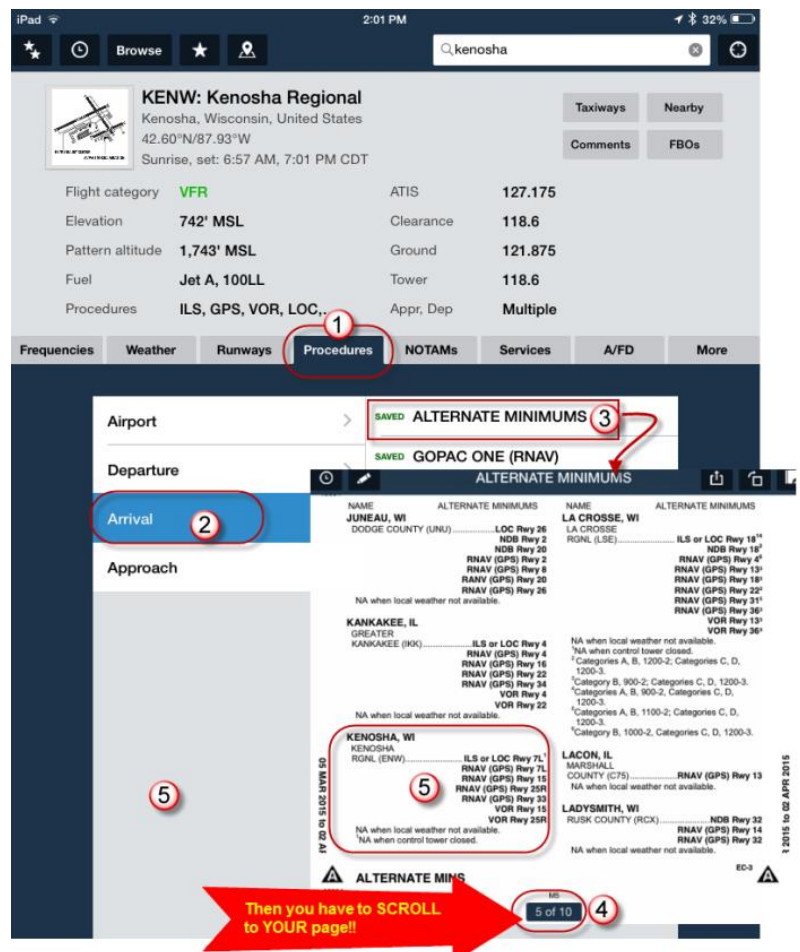 iPad 2:01 PM 32%
Browse kenosha
KENW: Kenosha Regional
Kenosha, Wisconsin, United States
42.60°N/87.93°W
Sunrise, set: 6:57 AM, 7:01 PM CDT
Taxiways Nearby
Comments FBOs
Flight category VFR ATIS 127.175
Elevation 742' MSL Clearance 118.6
Pattern altitude 1,743' MSL Ground 121.875
Fuel Jet A, 100LL Tower 118.6
Procedures ILS, GPS, VOR, LOC,.. Appr, Dep Multiple
1
Frequencies Weather Runways Procedures NOTAMs Services A/FD More
Airport
Departure
Arrival 2
Approach
SAVED ALTERNATE MINIMUMS 3
SAVED GOPAC ONE (RNAV)
ALTERNATE MINIMUMS
NAME ALTERNATE MINIMUMS
JUNEAU, WI
DODGE COUNTY (UNU)....................LOC Rwy 26
NDB Rwy 2
NDB Rwy 20
RNAV (GPS) Rwy 2
RNAV (GPS) Rwy 8
RANV (GPS) Rwy 20
RNAV (GPS) Rwy 26
NA when local weather not available.
KANKAKEE, IL
GREATER
KANKAKEE (IKK)....................ILS or LOC Rwy 4
RNAV (GPS) Rwy 4
RNAV (GPS) Rwy 16
RNAV (GPS) Rwy 22
RNAV (GPS) Rwy 34
VOR Rwy 4
VOR Rwy 22
NA when local weather not available.
KENOSHA, WI
KENOSHA
RGNL (ENW)....................ILS or LOC Rwy 7L¹
RNAV (GPS) Rwy 7L
RNAV (GPS) Rwy 15
RNAV (GPS) Rwy 25R
RNAV (GPS) Rwy 33
VOR Rwy 15
VOR Rwy 25R
NA when local weather not available.
¹NA when control tower closed.
5
5
NAME ALTERNATE MINIMUMS
LA CROSSE, WI
LA CROSSE
RGNL (LSE)....................ILS or LOC Rwy 18¹⁴
NDB Rwy 18
RNAV (GPS) Rwy 4
RNAV (GPS) Rwy 13
RNAV (GPS) Rwy 18
RNAV (GPS) Rwy 22
RNAV (GPS) Rwy 31
RNAV (GPS) Rwy 36
VOR Rwy 13
VOR Rwy 36
NA when local weather not available.
¹NA when control tower closed.
²Categories A, B, 1200-2; Categories C, D,
1200-3.
³Category B, 900-2; Categories C, D, 1200-3.
⁴Categories A, B, 900-2, Categories C, D,
1200-3.
⁵Categories A, B, 1100-2; Categories C, D,
1200-3.
⁶Category B, 1000-2, Categories C, D, 1200-3.
LACON, IL
MARSHALL
COUNTY (C75)....................RNAV (GPS) Rwy 13
NA when local weather not available.
LADYSMITH, WI
RUSK COUNTY (RCX)....................NDB Rwy 32
RNAV (GPS) Rwy 14
RNAV (GPS) Rwy 32
NA when local weather not available.
05 MAR 2015 to 02 A
2015 to 02 APR 2015
A ALTERNATE MINS
EC-3 A
M5
5 of 10 4
Then you have to SCROLL
to YOUR page!!